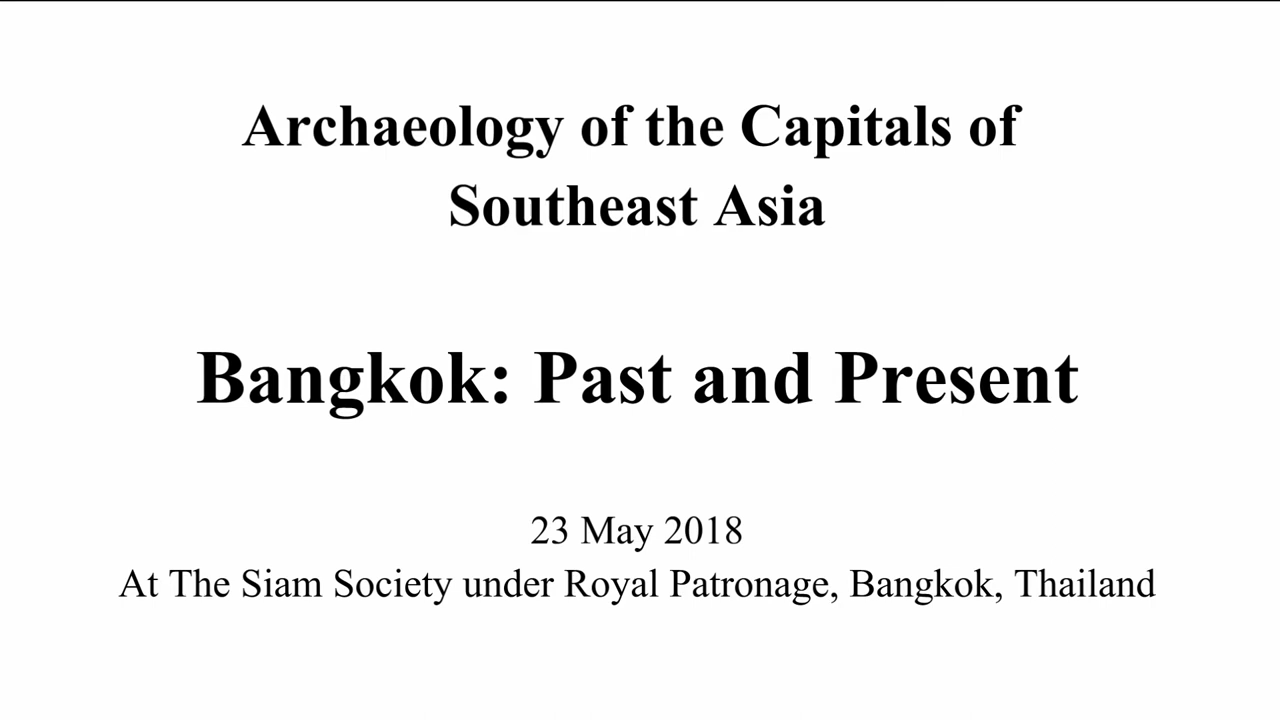 Archaeology of the Capitals of
Southeast Asia
Bangkok: Past and Present
23 May 2018
At The Siam Society under Royal Patronage, Bangkok, Thailand